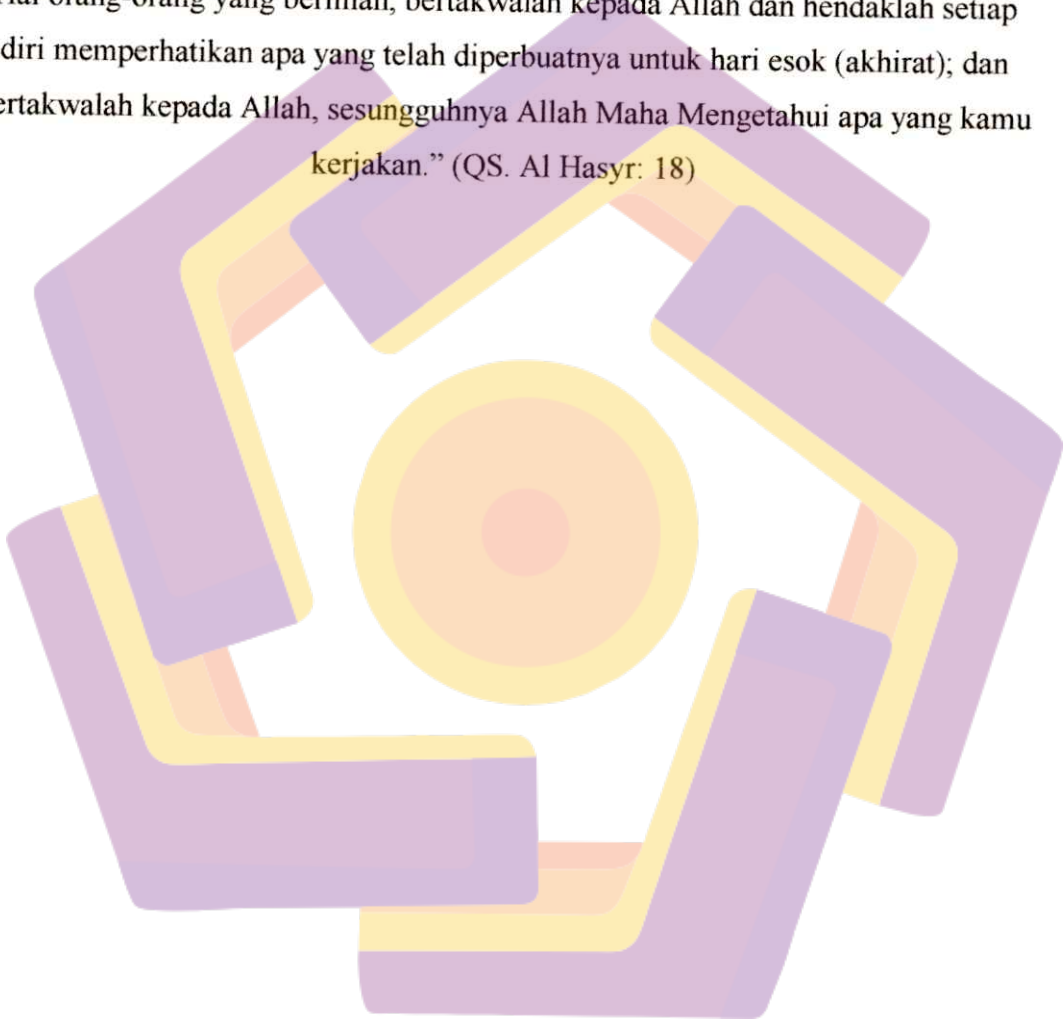 orang-orang yang beriman, bertakwalah kepada Allah dan hendaklah setiap
diri memperhatikan apa yang telah diperbuatnya untuk hari esok (akhirat); dan
ertakwalah kepada Allah, sesungguhnya Allah Maha Mengetahui apa yang kamu
kerjakan.” (QS. Al Hasyr: 18)